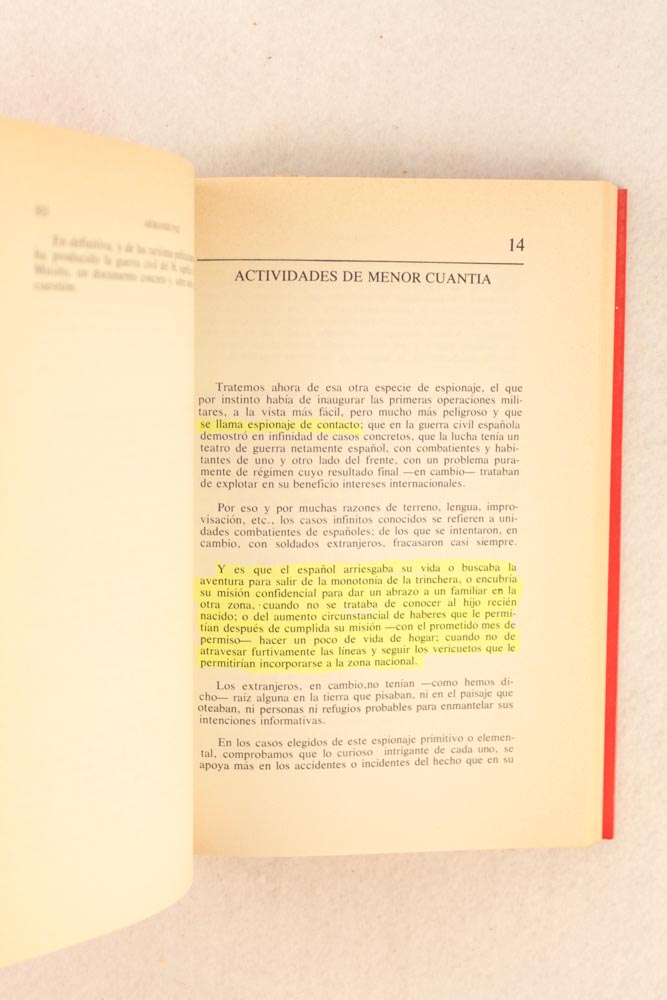 En definitiva, y de las
ha producido la guerra civil del
un documento concreto y
cuestión.
14
ACTIVIDADES DE MENOR CUANTIA
Tratemos ahora de esa otra especie de espionaje, el que
por instinto había de inaugurar las primeras operaciones mili-
tares, a la vista más fácil, pero mucho más peligroso y que
se llama espionaje de contacto; que en la guerra civil española
demostró en infinidad de casos concretos, que la lucha tenía un
teatro de guerra netamente español, con combatientes y habi-
tantes de uno y otro lado del frente, con un problema pura-
mente de régimen cuyo resultado final —en cambio— trataban
de explotar en su beneficio intereses internacionales.
Por eso y por muchas razones de terreno, lengua, impro-
visación, etc., los casos infinitos conocidos se refieren a uni-
dades combatientes de españoles; de los que se intentaron, en
cambio, con soldados extranjeros, fracasaron casi siempre.
Y es que el español arriesgaba su vida o buscaba la
aventura para salir de la monotonía de la trinchera, o encubría
su misión confidencial para dar un abrazo a un familiar en la
otra zona, cuando no se trataba de conocer al hijo recién
nacido; o del aumento circunstancial de haberes que le permi-
tían después de cumplida su misión —con el prometido mes de
permiso— hacer un poco de vida de hogar; cuando no de
atravesar furtivamente las líneas y seguir los vericuetos que le
permitirían incorporarse a la zona nacional.
Los extranjeros, en cambio,no tenían —como hemos di-
cho— raíz alguna en la tierra que pisaban, ni en el paisaje que
oteaban, ni personas ni refugios probables para enmantelar sus
intenciones informativas.
En los casos elegidos de este espionaje primitivo o elemen-
tal, comprobamos que lo curioso intrigante de cada uno, se
apoya más en los accidentes o incidentes del hecho que en su